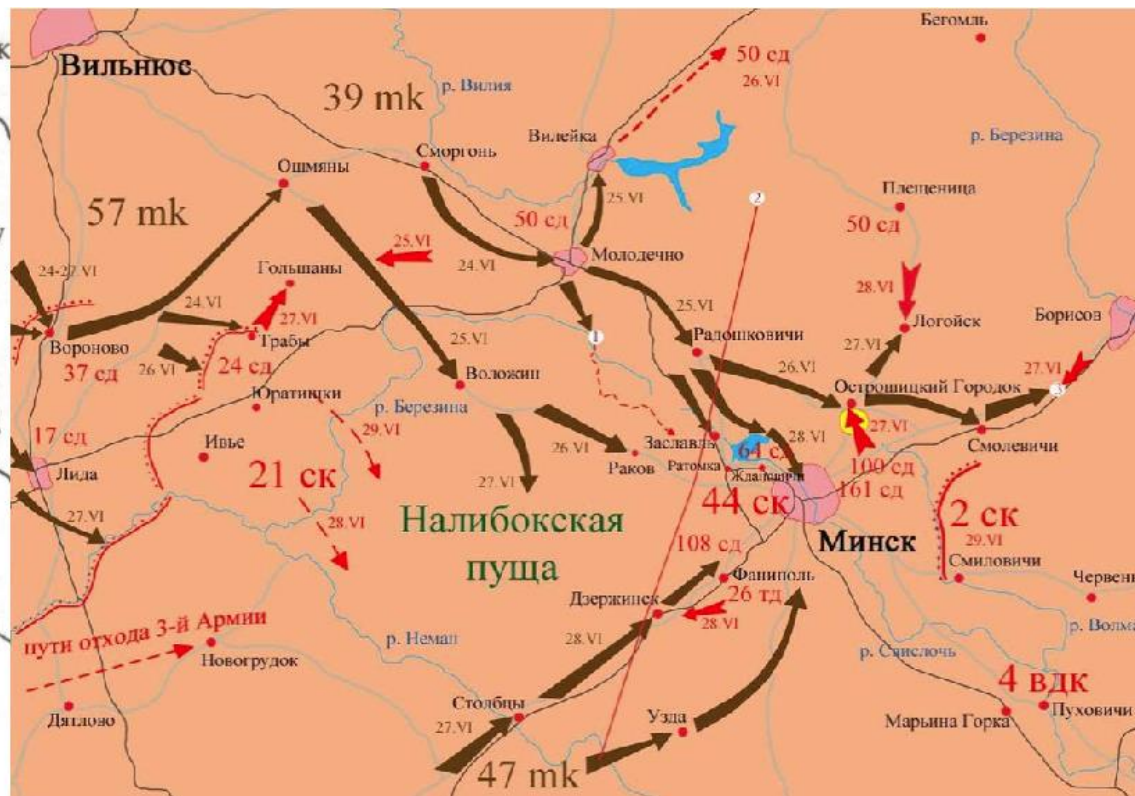 Бегомль
Вильнюс
50 сд
26.VI
39 mk
р. Вилия
р. Березина
Вилейка
Сморгонь
Ошмяны
25.VI
Плещеница
2
57 mk
50 сд
50 сд
25.VI
Молодечно
24-27.VI
Гольшаны
24.VI
28.VI
24.VI
27.VI
25.VI
Логойск
Борисов
Вороново
Трабы
25.VI
1
Радошковичи
27.VI
27.VI
26.VI
24 сд
37 сд
Воложин
26.VI
Острошицкий Городок
3
Юратишки
р. Березина
29.VI
Заславль
28.VI
27.VI
Смолевичи
17 сд
Ивье
26.VI
Раков
64 сд
Ратомка
Ждановичи
100 сд
161 сд
Лида
21 ск
27.VI
44 ск
2 ск
27.VI
28.VI
Налибокская
пуща
108 сд
Минск
29.VI
Смиловичи
Фаниполь
Червень
Дзержинск
26 тд
28.VI
пути отхода 3-й Армии
р. Неман
28.VI
р. Волма
Новогрудок
р. Свислочь
4 вдк
Столбцы
Дятлово
27.VI
Узда
Марьина Горка
Пуховичи
47 mk